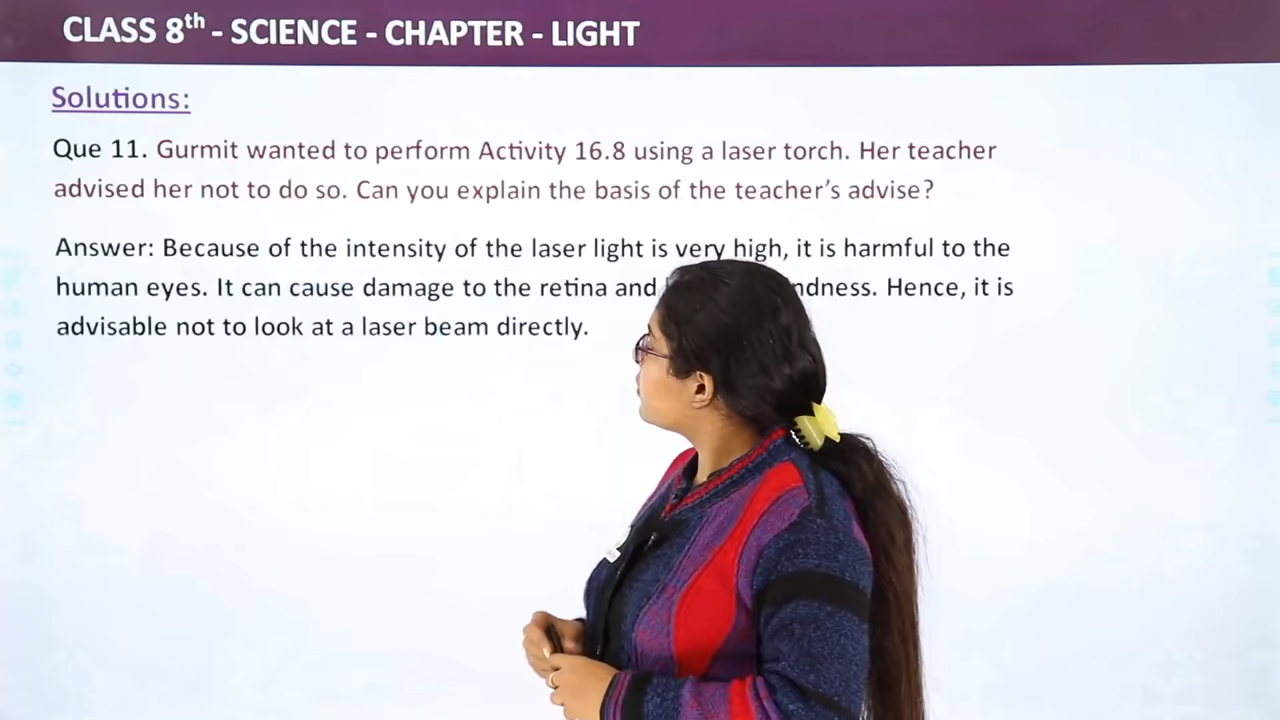 CLASS 8th - SCIENCE - CHAPTER - LIGHT
Solutions:
Que 11. Gurmit wanted to perform Activity 16.8 using a laser torch. Her teacher
advised her not to do so. Can you explain the basis of the teacher’s advise?
Answer: Because of the intensity of the laser light is very high, it is harmful to the
human eyes. It can cause damage to the retina and ndness. Hence, it is
advisable not to look at a laser beam directly.